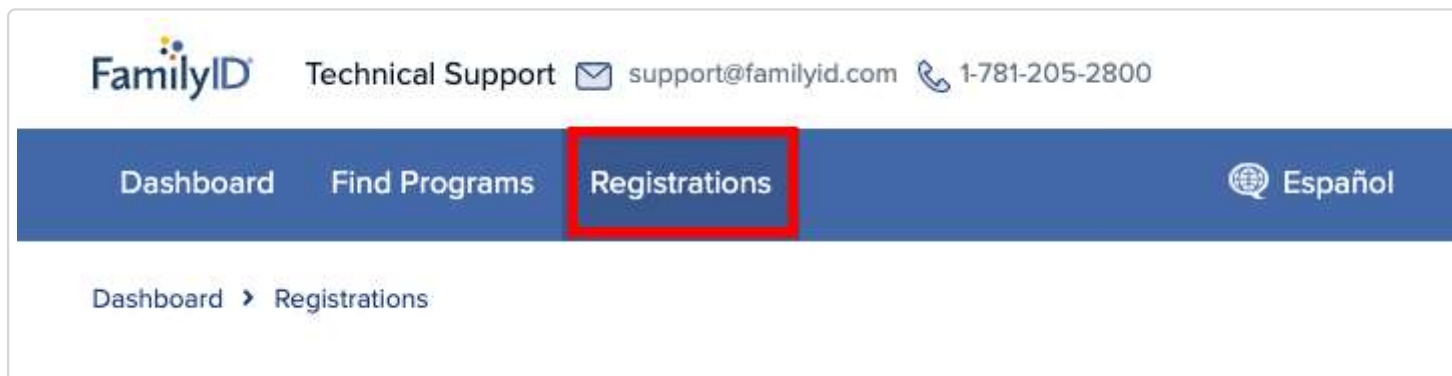 FamilyID Technical Support support@familyid.com 1-781-205-2800
Dashboard Find Programs Registrations Español
Dashboard > Registrations